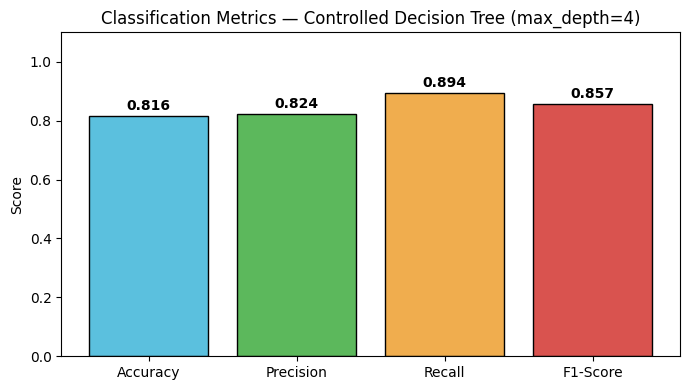 Classification Metrics — Controlled Decision Tree (max_depth=4)
Score
1.0
0.8
0.6
0.4
0.2
0.0
0.816
0.824
0.894
0.857
Accuracy
Precision
Recall
F1-Score